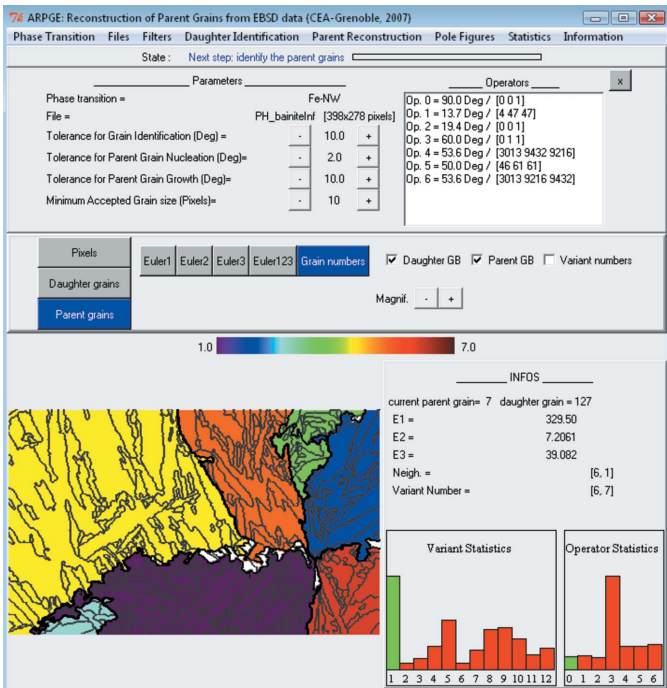 ARPGE: Reconstruction of Parent Grains from EBSD data (CEA-Grenoble, 2007)
Phase Transition Files Filters Daughter Identification Parent Reconstruction Pole Figures Statistics Information
State : Next step: identify the parent grains
Parameters
Phase transition = Fe-NW
File = PH_bainiteInf [398x278 pixels]
Tolerance for Grain Identification (Deg) = - 10.0 +
Tolerance for Parent Grain Nucleation (Deg)= - 2.0 +
Tolerance for Parent Grain Growth (Deg)= - 10.0 +
Minimum Accepted Grain size (Pixels)= - 10 +
Operators x
Op. 0 = 90.0 Deg / [0 0 1]
Op. 1 = 13.7 Deg / [4 47 47]
Op. 2 = 19.4 Deg / [0 0 1]
Op. 3 = 60.0 Deg / [0 1 1]
Op. 4 = 53.6 Deg / [3013 9432 9216]
Op. 5 = 50.0 Deg / [46 61 61]
Op. 6 = 53.6 Deg / [3013 9216 9432]
Pixels
Daughter grains
Parent grains
Euler1 Euler2 Euler3 Euler123 Grain numbers
Daughter GB Parent GB Variant numbers
Magnif. - +
1.0 7.0
INFOS
current parent grain= 7 daughter grain = 127
E1 = 329.50
E2 = 7.2061
E3 = 39.082
Neigh. = [6, 1]
Variant Number = [6, 7]
Variant Statistics
1 2 3 4 5 6 7 8 9 10 11 12
Operator Statistics
0 1 2 3 4 5 6